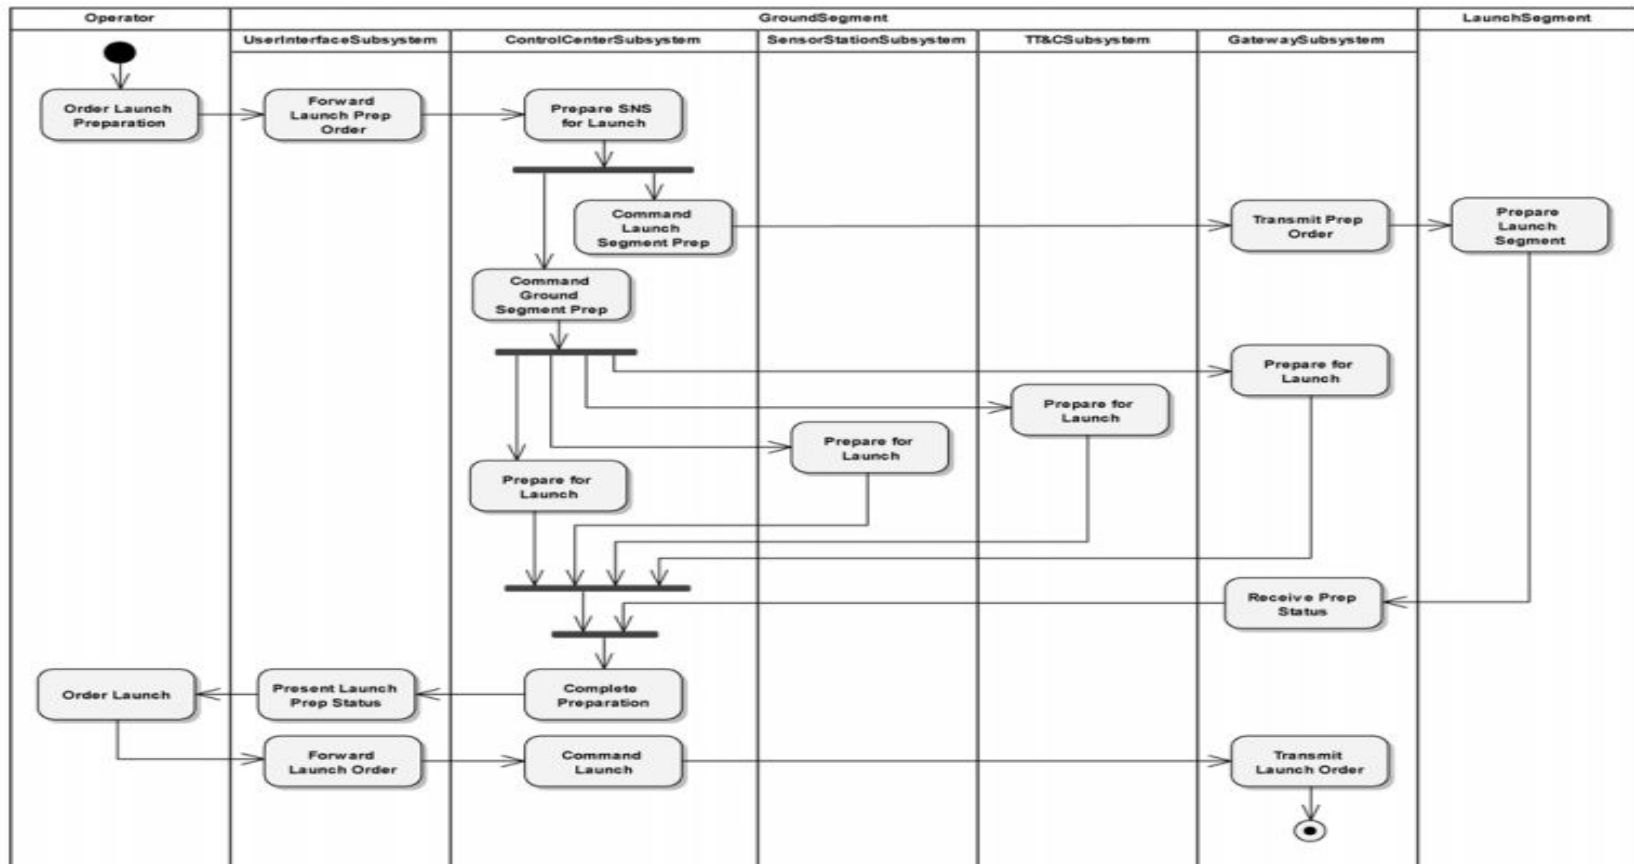 Operator
GroundSegment
LaunchSegment
UserInterfaceSubsystem
ControlCenterSubsystem
SensorStationSubsystem
TT&CSubsystem
GatewaySubsystem
Order Launch
Preparation
Forward
Launch Prep
Order
Prepare SNS
for Launch
Command
Launch
Segment Prep
Transmit Prep
Order
Prepare
Launch
Segment
Command
Ground
Segment Prep
Prepare for
Launch
Prepare for
Launch
Prepare for
Launch
Prepare for
Launch
Receive Prep
Status
Order Launch
Present Launch
Prep Status
Complete
Preparation
Forward
Launch Order
Command
Launch
Transmit
Launch Order